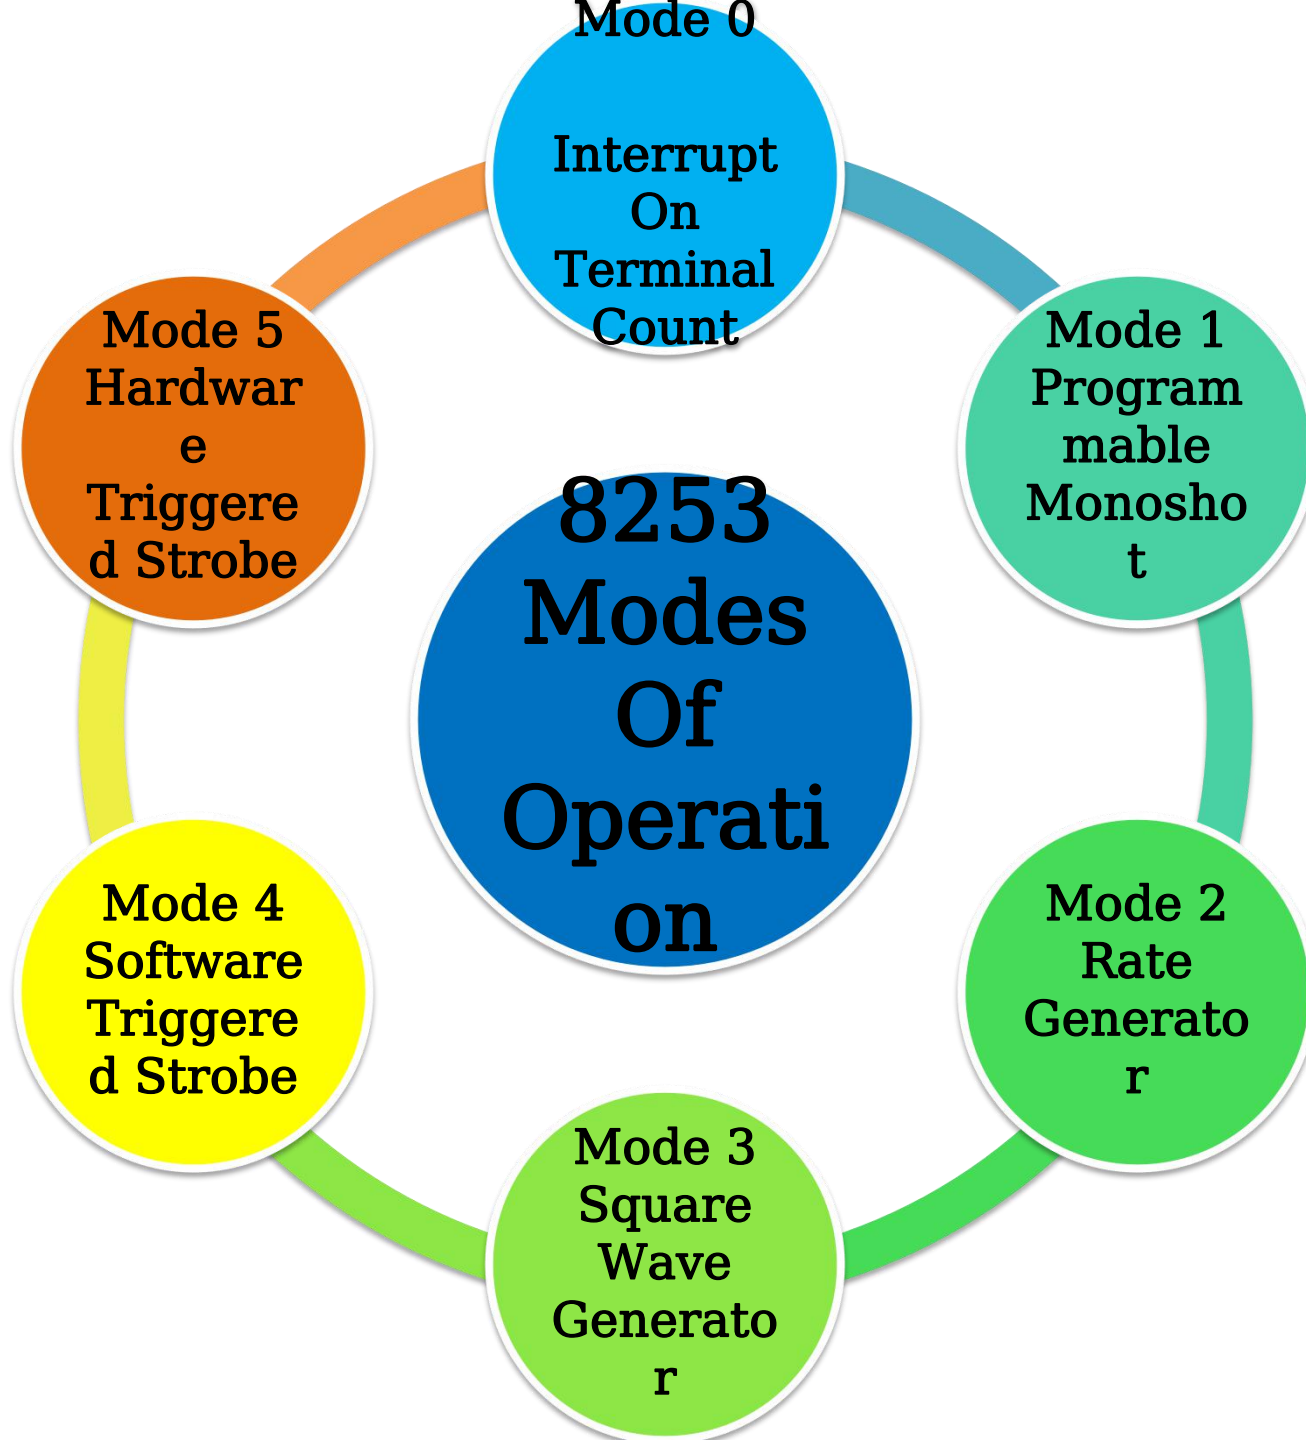 Mode 0
Interrupt
On
Terminal
Count
Mode 1
Program
mable
Monosho
t
Mode 2
Rate
Generato
r
Mode 3
Square
Wave
Generato
r
Mode 4
Software
Triggere
d Strobe
Mode 5
Hardwar
e
Triggere
d Strobe
8253
Modes
Of
Operati
on